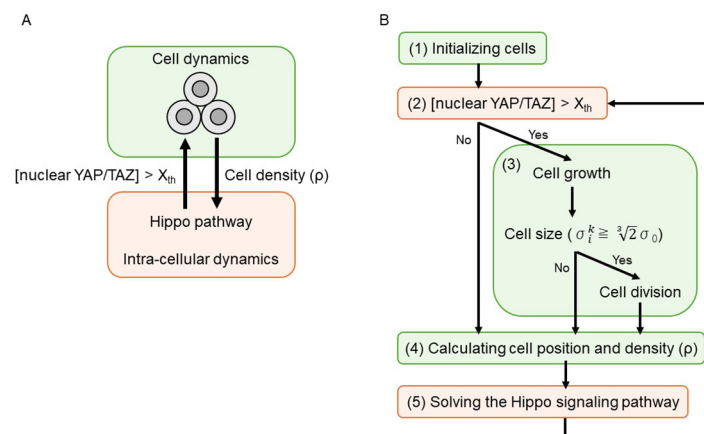 A
Cell dynamics
[nuclear YAP/TAZ] > Xth
Cell density (ρ)
Hippo pathway
Intra-cellular dynamics
B
(1) Initializing cells
(2) [nuclear YAP/TAZ] > Xth
No
Yes
(3)
Cell growth
Cell size ( σ_i^k ≧ ∛2 σ₀)
No
Yes
Cell division
(4) Calculating cell position and density (ρ)
(5) Solving the Hippo signaling pathway